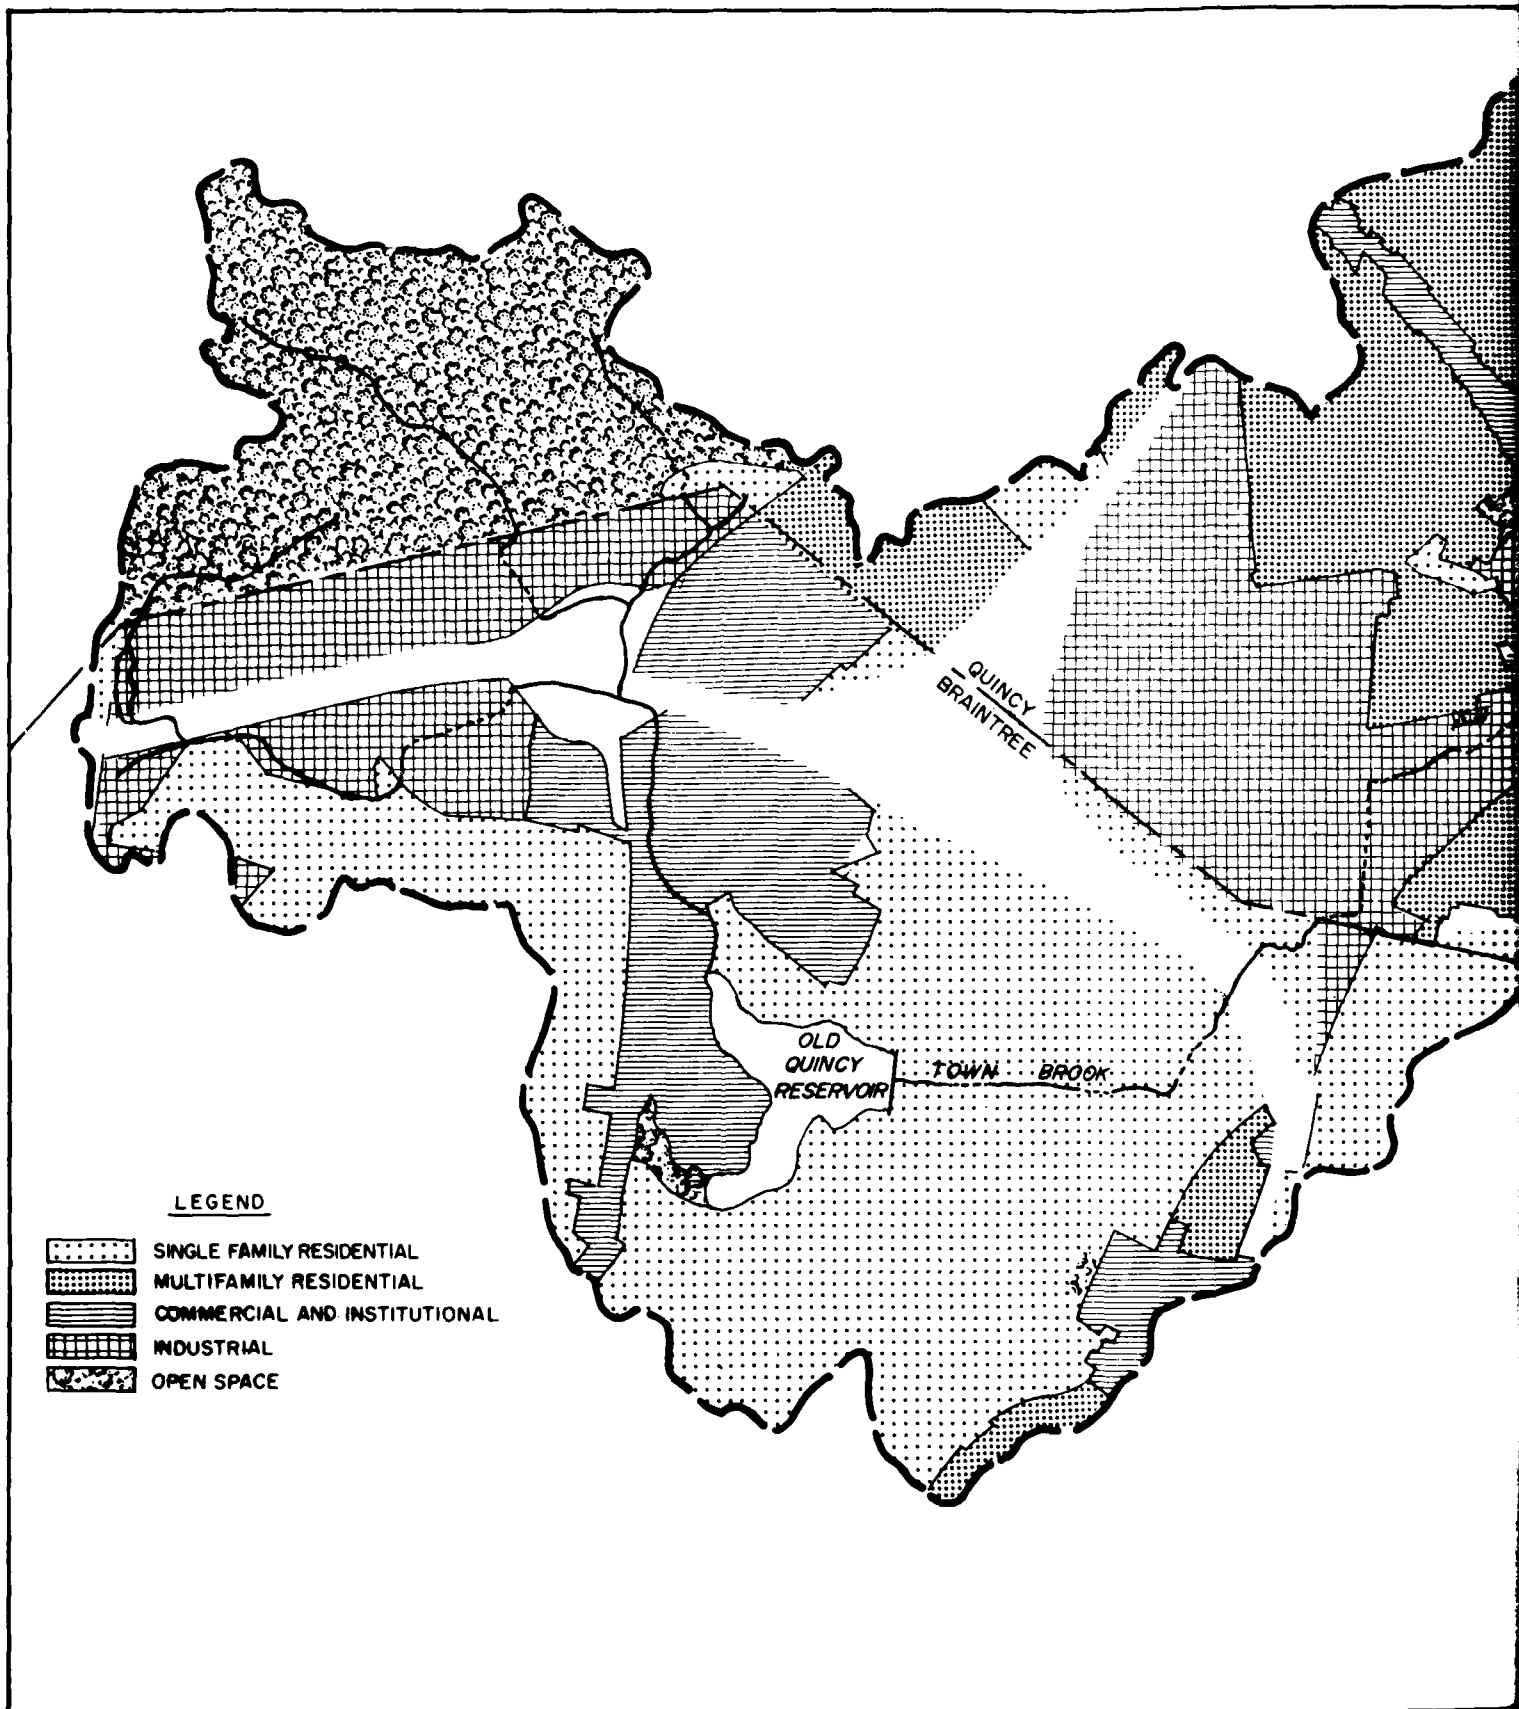 QUINCY
BRAINTREE
OLD
QUINCY
RESERVOIR
TOWN BROOK
LEGEND
SINGLE FAMILY RESIDENTIAL
MULTIFAMILY RESIDENTIAL
COMMERCIAL AND INSTITUTIONAL
INDUSTRIAL
OPEN SPACE